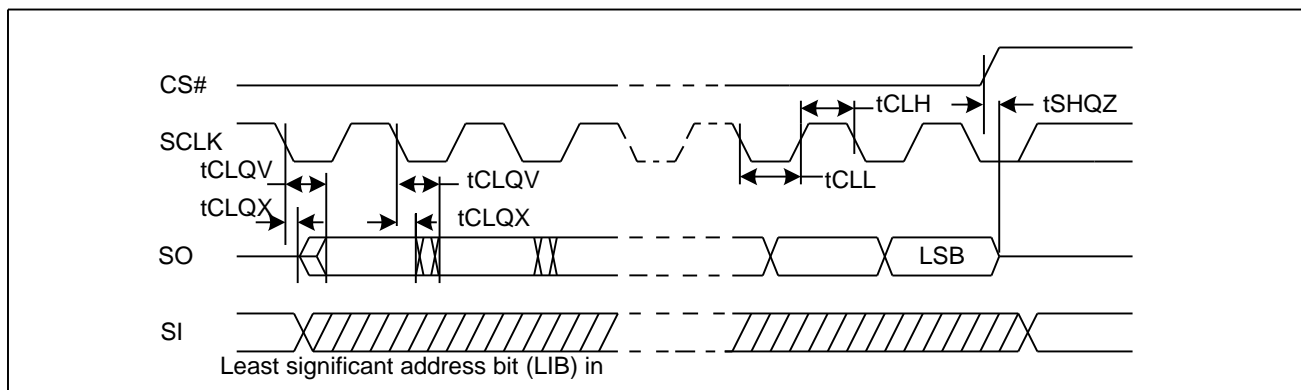 CS#
tCLH
tSHQZ
SCLK
tCLQV
tCLQV
tCLL
tCLQX
tCLQX
SO
LSB
SI
Least significant address bit (LIB) in